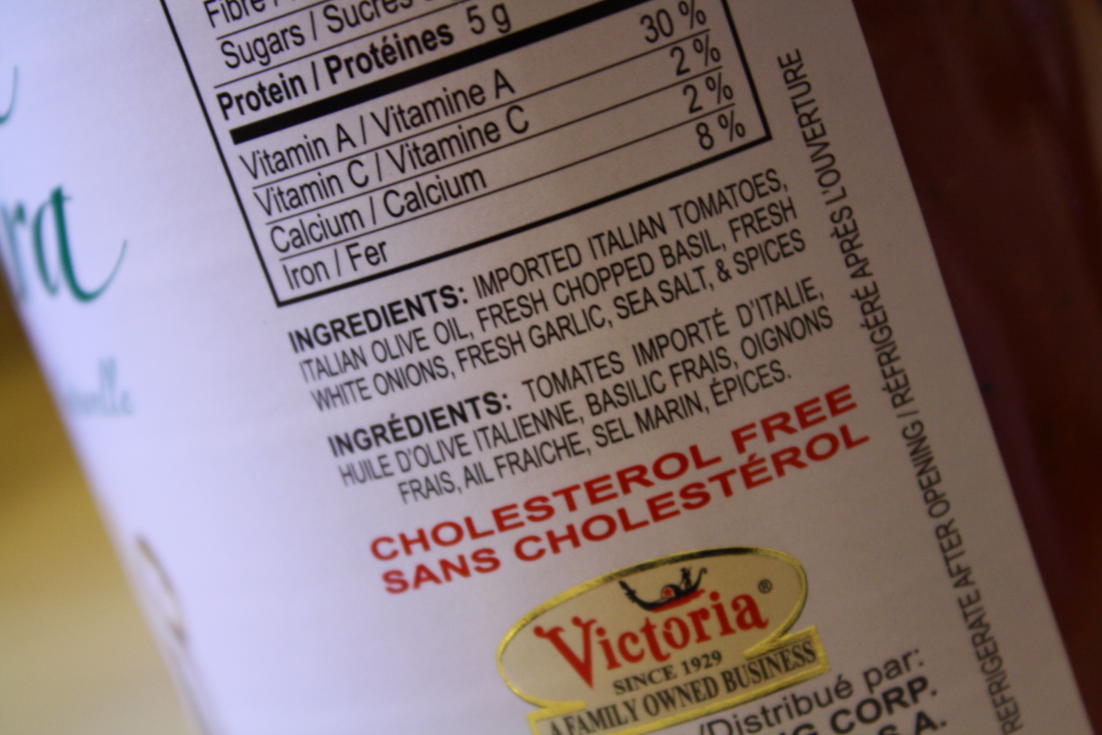 Fibre /
Sugars / Sucres
Protein / Protéines 5 g
Vitamin A / Vitamine A 30 %
Vitamin C / Vitamine C 2 %
Calcium / Calcium 2 %
Iron / Fer 8 %
INGREDIENTS: IMPORTED ITALIAN TOMATOES,
ITALIAN OLIVE OIL, FRESH CHOPPED BASIL, FRESH
WHITE ONIONS, FRESH GARLIC, SEA SALT, & SPICES
INGRÉDIENTS: TOMATES IMPORTÉ D'ITALIE,
HUILE D'OLIVE ITALIENNE, BASILIC FRAIS, OIGNONS
FRAIS, AIL FRAICHE, SEL MARIN, ÉPICES.
CHOLESTEROL FREE
SANS CHOLESTÉROL
Victoria®
SINCE 1929
A FAMILY OWNED BUSINESS
/Distribué par:
G CORP.
S.A.
REFRIGERATE AFTER OPENING / RÉFRIGÉRÉ APRÈS L'OUVERTURE
ra